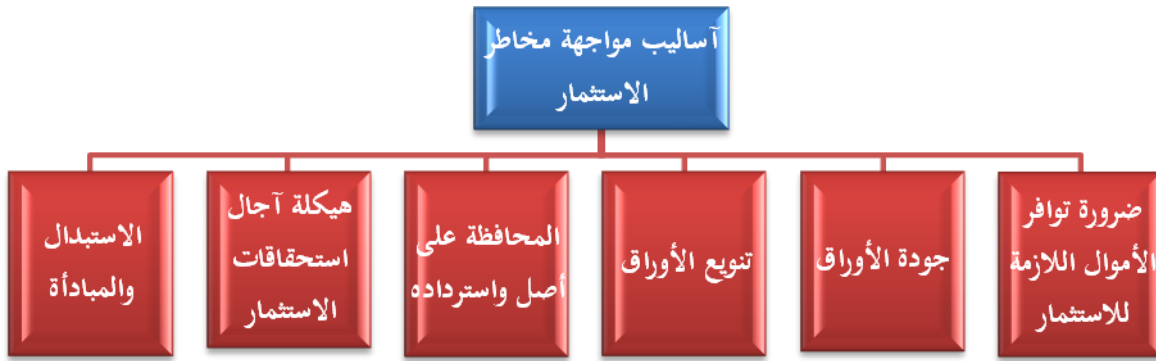 آساليب مواجهة مخاطر
الاستثمار
ضرورة توافر
الأموال اللازمة
للاستثمار
جودة الأوراق
تنويع الأوراق
المحافظة على
أصل واسترداده
هيكلة آجال
استحقاقات
الاستثمار
الاستبدال
والمبادأة